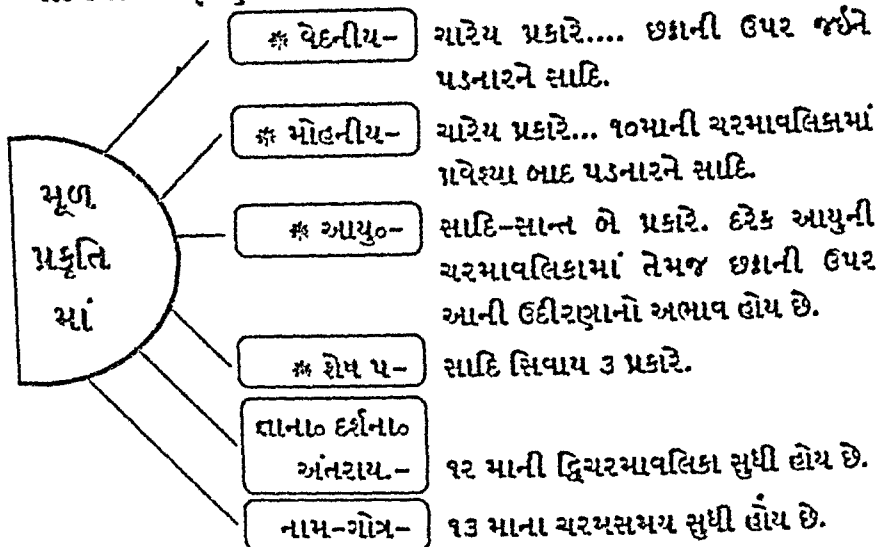 * વેદનીય- ચારેય પ્રકારે.... છઠ્ઠાની ઉપર જઈને
પડનારને સાદિ.
* મોહનીય- ચારેય પ્રકારે... ૧૦માની ચરમાવલિકામાં
પ્રવેશ્યા બાદ પડનારને સાદિ.
મૂળ
પ્રકૃતિ
માં
* આયુ૦- સાદિ-સાન્ત બે પ્રકારે. દરેક આયુની
ચરમાવલિકામાં તેમજ છઠ્ઠાની ઉપર
આની ઉદીરણાનો અભાવ હોય છે.
* શેષ ૫- સાદિ સિવાય ૩ પ્રકારે.
જ્ઞાના૦ દર્શના૦
અંતરાય.- ૧૨ માની દ્વિચરમાવલિકા સુધી હોય છે.
નામ-ગોત્ર- ૧૩ માના ચરમસમય સુધી હોય છે.